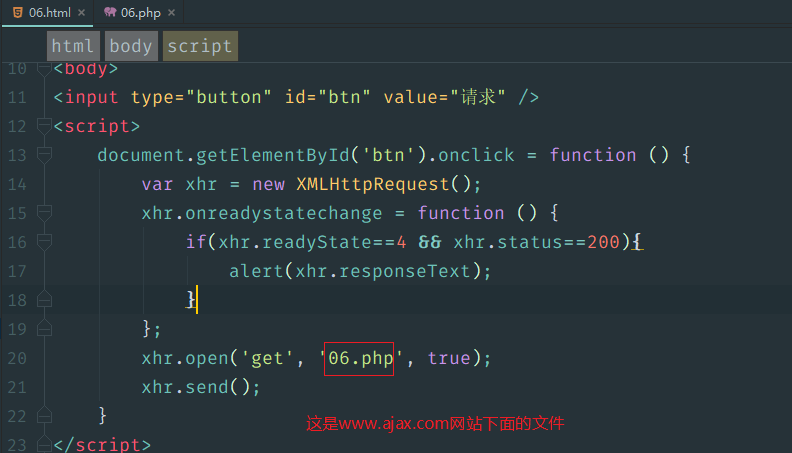 06.html × 06.php ×
html body script
10 <body>
11 <input type="button" id="btn" value="请求" />
12 <script>
13 document.getElementById('btn').onclick = function () {
14 var xhr = new XMLHttpRequest();
15 xhr.onreadystatechange = function () {
16 if(xhr.readyState==4 && xhr.status==200){
17 alert(xhr.responseText);
18 }
19 };
20 xhr.open('get', '06.php', true);
21 xhr.send();
22 }
这是www.ajax.com网站下面的文件
23 </script>